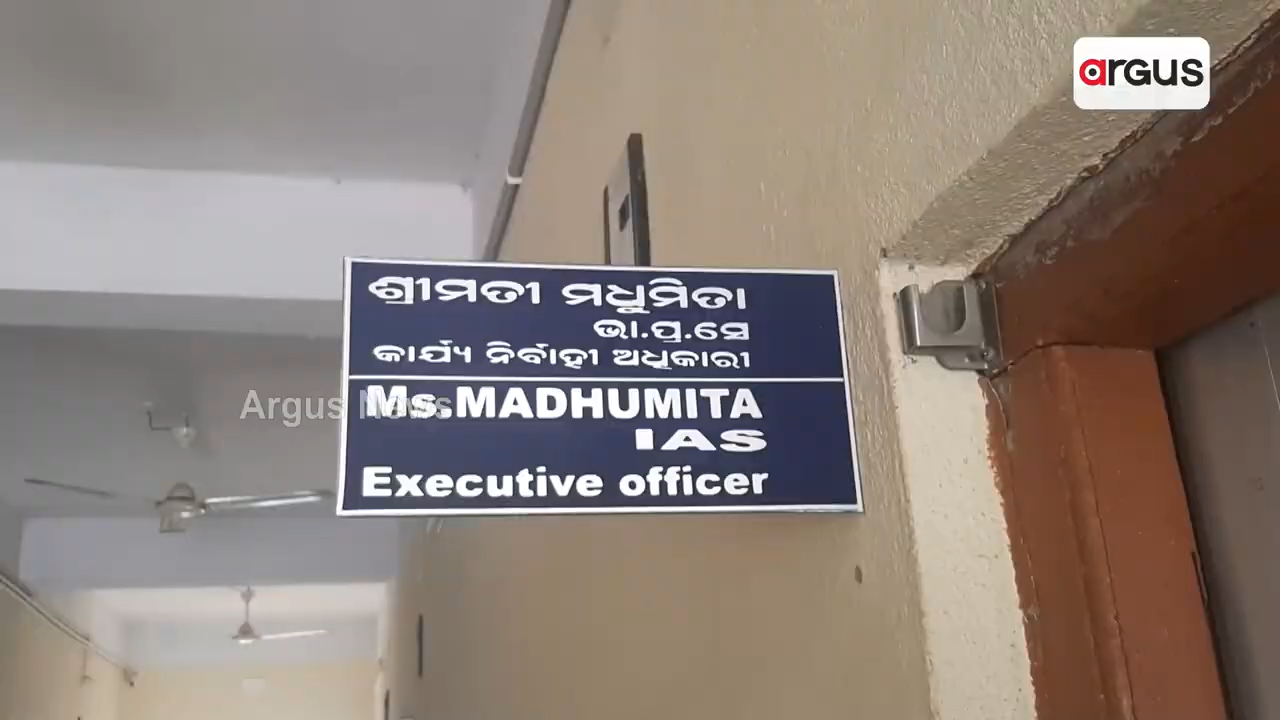 argus
ଶ୍ରୀମତୀ ମଧୁମିତା
ଭା.ପ୍ର.ସେ
କାର୍ଯ୍ୟ ନିର୍ବାହୀ ଅଧିକାରୀ
Argus News
Ms.MADHUMITA
IAS
Executive officer